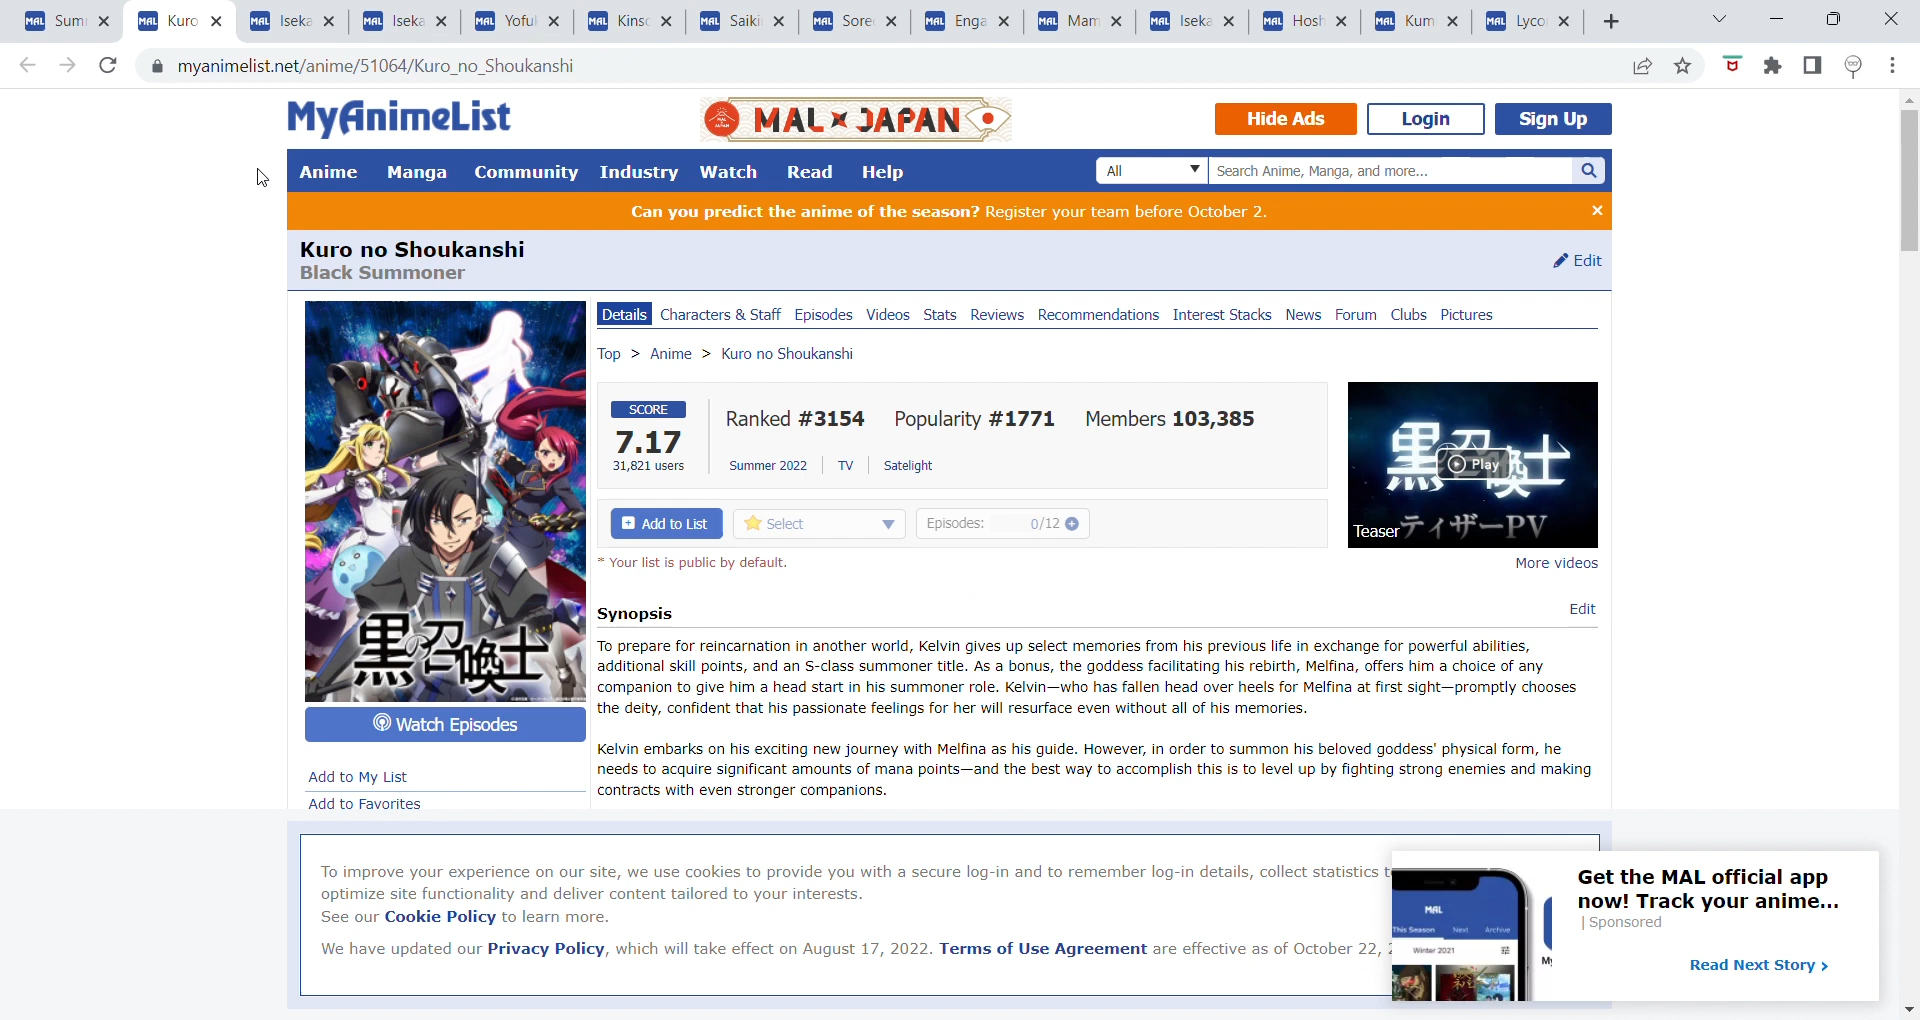 Sum Kuro Iseka Iseka Yofu Kins Saiki Sore Enga Mam Iseka Hosh Kum Lyco
myanimelist.net/anime/51064/Kuro_no_Shoukanshi
MyAnimeList MAL x JAPAN Hide Ads Login Sign Up
Anime Manga Community Industry Watch Read Help All Search Anime, Manga, and more...
Can you predict the anime of the season? Register your team before October 2.
Kuro no Shoukanshi
Black Summoner
Edit
Details Characters & Staff Episodes Videos Stats Reviews Recommendations Interest Stacks News Forum Clubs Pictures
Top > Anime > Kuro no Shoukanshi
SCORE
7.17
31,821 users
Ranked #3154 Popularity #1771 Members 103,385
Summer 2022 TV Satelight
黒の召喚士
Play
Teaser ティザーPV
Add to List Select Episodes: 0/12
* Your list is public by default.
More videos
Synopsis Edit
To prepare for reincarnation in another world, Kelvin gives up select memories from his previous life in exchange for powerful abilities,
additional skill points, and an S-class summoner title. As a bonus, the goddess facilitating his rebirth, Melfina, offers him a choice of any
companion to give him a head start in his summoner role. Kelvin—who has fallen head over heels for Melfina at first sight—promptly chooses
the deity, confident that his passionate feelings for her will resurface even without all of his memories.
Kelvin embarks on his exciting new journey with Melfina as his guide. However, in order to summon his beloved goddess' physical form, he
needs to acquire significant amounts of mana points—and the best way to accomplish this is to level up by fighting strong enemies and making
contracts with even stronger companions.
黒の召喚士
Watch Episodes
Add to My List
Add to Favorites
To improve your experience on our site, we use cookies to provide you with a secure log-in and to remember log-in details, collect statistics t
optimize site functionality and deliver content tailored to your interests.
See our Cookie Policy to learn more.
We have updated our Privacy Policy, which will take effect on August 17, 2022. Terms of Use Agreement are effective as of October 22, 2
MAL
This Season Next Archive
Winter 2021
My
Get the MAL official app
now! Track your anime...
| Sponsored
Read Next Story >